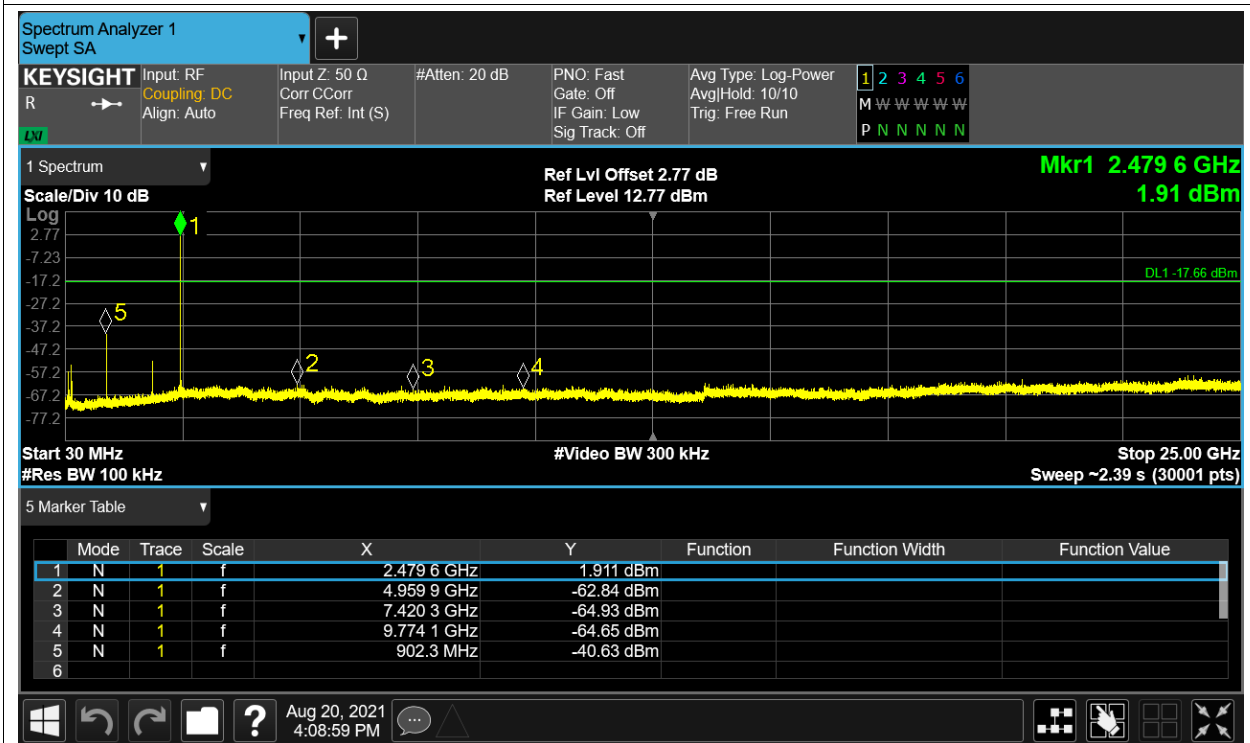 Spectrum Analyzer 1
Swept SA
KEYSIGHT
R
LXI
Input: RF
Coupling: DC
Align: Auto
Input Z: 50 Ω
Corr CCorr
Freq Ref: Int (S)
#Atten: 20 dB
PNO: Fast
Gate: Off
IF Gain: Low
Sig Track: Off
Avg Type: Log-Power
Avg|Hold: 10/10
Trig: Free Run
1 2 3 4 5 6
M W W W W W
P N N N N N
1 Spectrum
Scale/Div 10 dB
Ref Lvl Offset 2.77 dB
Ref Level 12.77 dBm
Mkr1 2.479 6 GHz
1.91 dBm
Log
2.77
-7.23
-17.2
-27.2
-37.2
-47.2
-57.2
-67.2
-77.2
1
5
2
3
4
DL1 -17.66 dBm
Start 30 MHz
#Video BW 300 kHz
Stop 25.00 GHz
#Res BW 100 kHz
Sweep ~2.39 s (30001 pts)
5 Marker Table
Mode Trace Scale X Y Function Function Width Function Value
1 N 1 f 2.479 6 GHz 1.911 dBm
2 N 1 f 4.959 9 GHz -62.84 dBm
3 N 1 f 7.420 3 GHz -64.93 dBm
4 N 1 f 9.774 1 GHz -64.65 dBm
5 N 1 f 902.3 MHz -40.63 dBm
6
?
Aug 20, 2021
4:08:59 PM